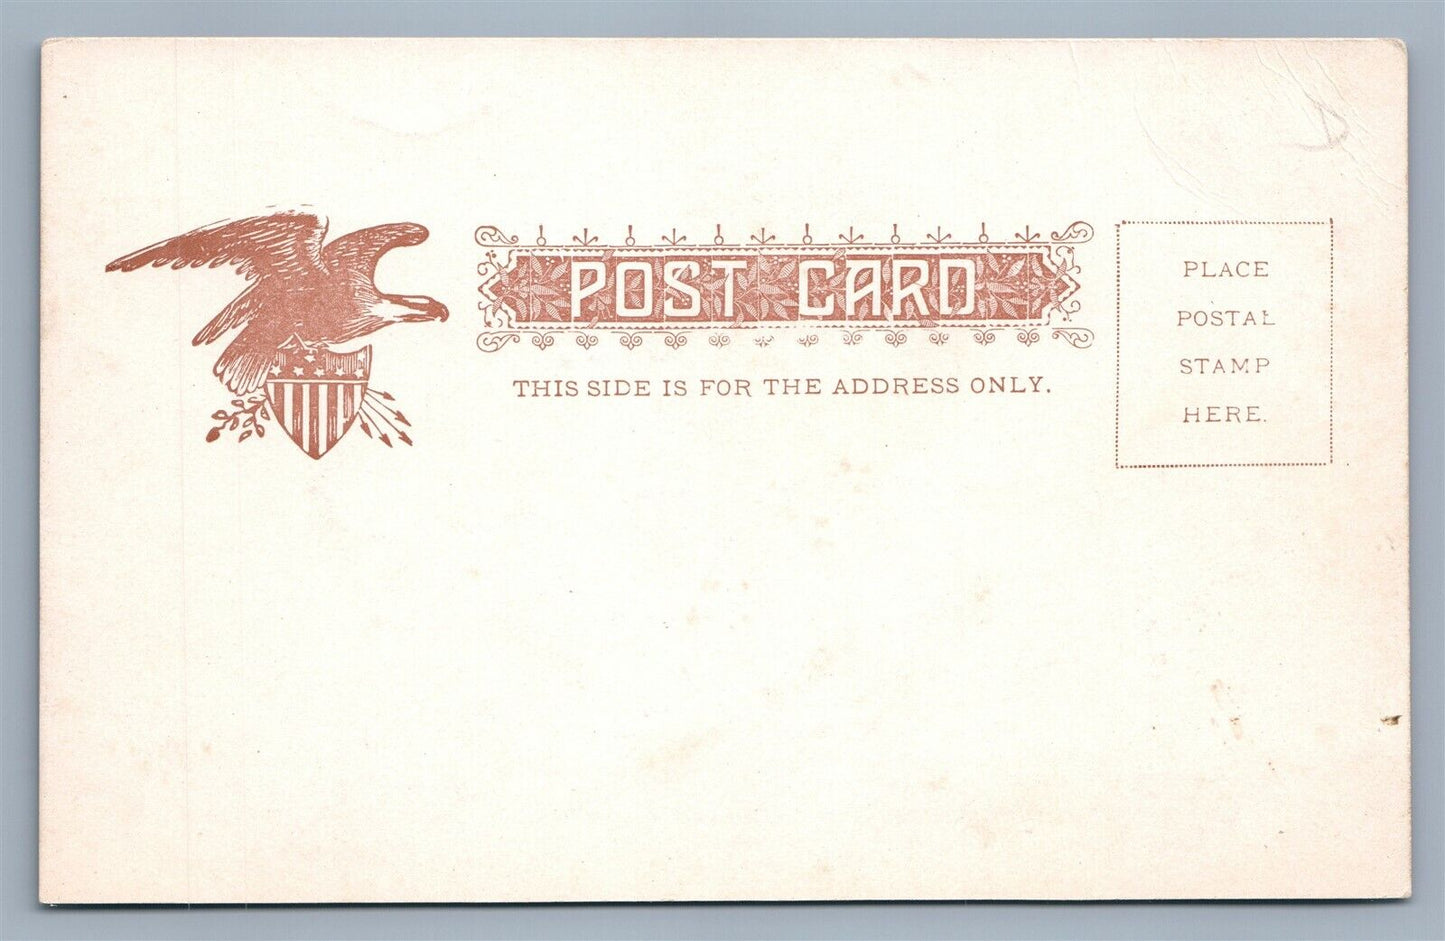 POST CARD
THIS SIDE IS FOR THE ADDRESS ONLY.
PLACE
POSTAL
STAMP
HERE.